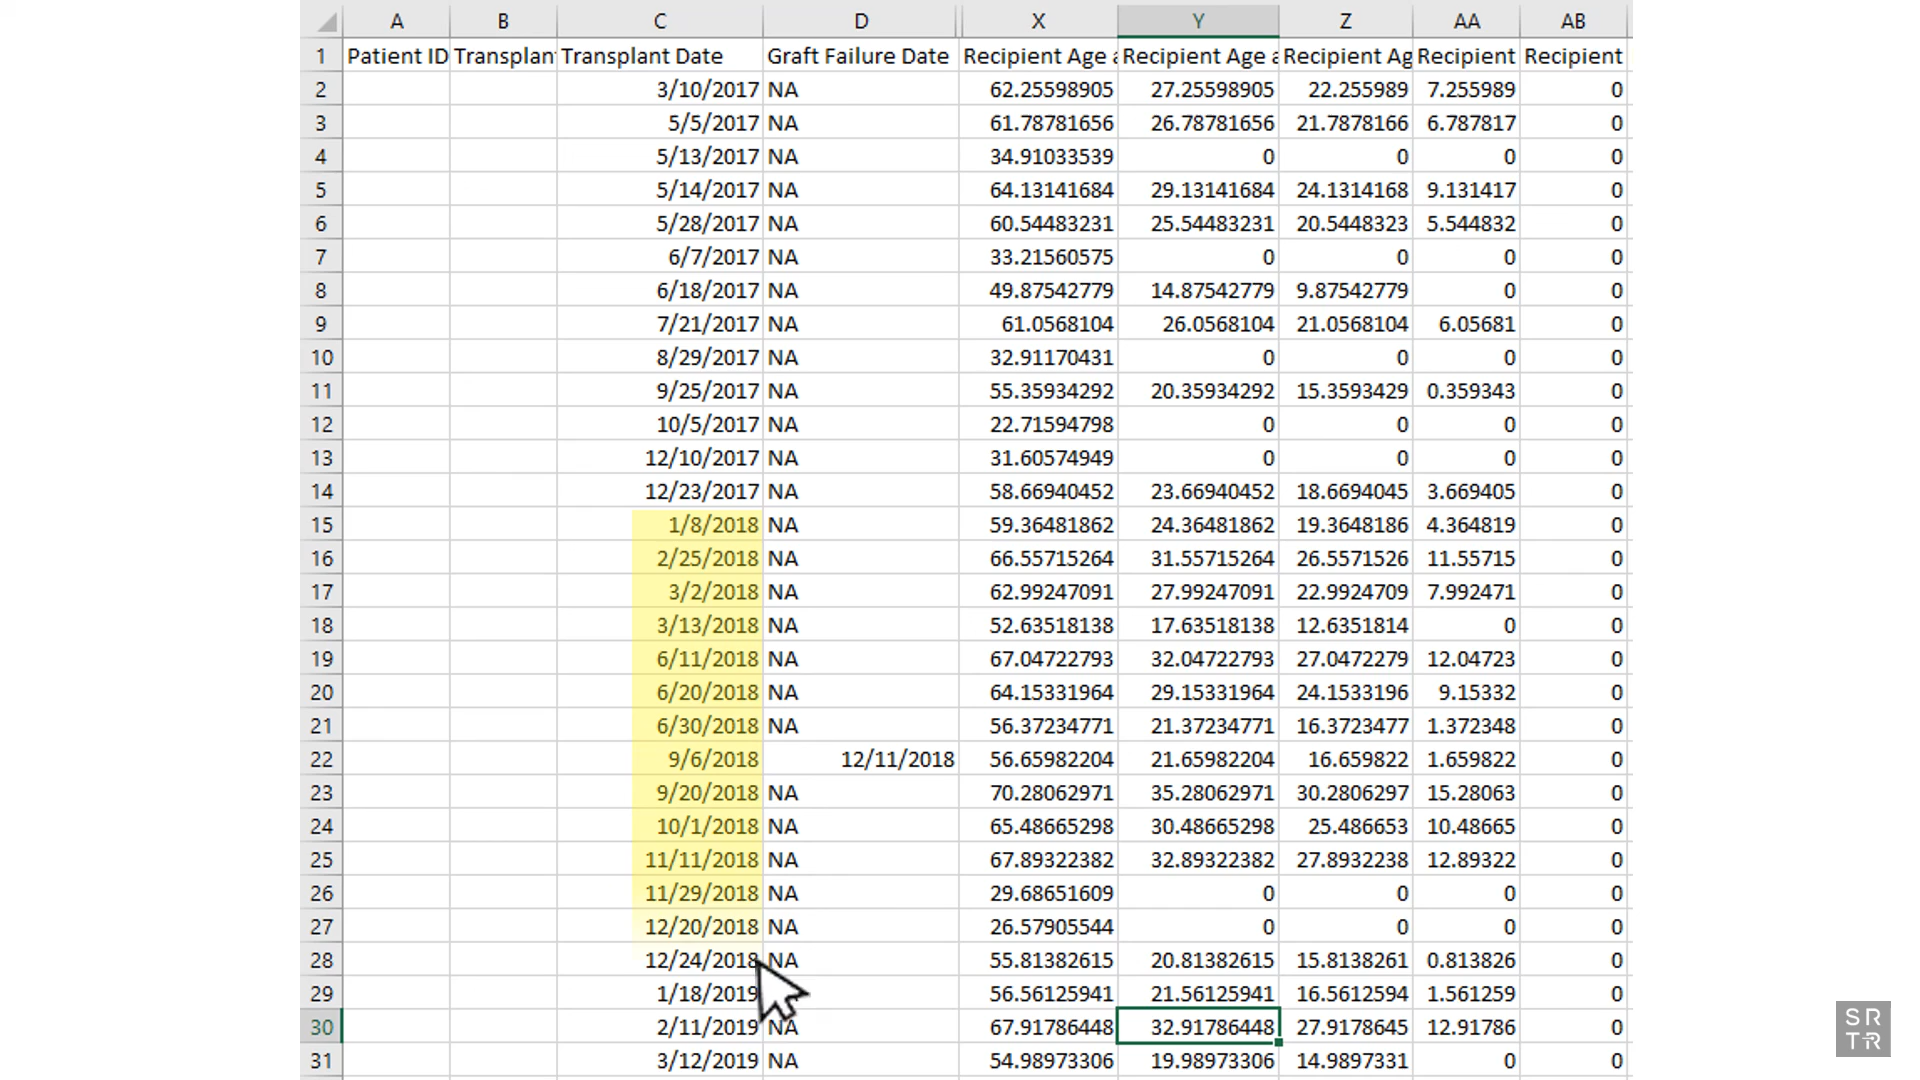 A B C D X Y Z AA AB
1 Patient ID Transplant Transplant Date Graft Failure Date Recipient Age a Recipient Age a Recipient Ag Recipient Recipient
2 3/10/2017 NA 62.25598905 27.25598905 22.255989 7.255989 0
3 5/5/2017 NA 61.78781656 26.78781656 21.7878166 6.787817 0
4 5/13/2017 NA 34.91033539 0 0 0 0
5 5/14/2017 NA 64.13141684 29.13141684 24.1314168 9.131417 0
6 5/28/2017 NA 60.54483231 25.54483231 20.5448323 5.544832 0
7 6/7/2017 NA 33.21560575 0 0 0 0
8 6/18/2017 NA 49.87542779 14.87542779 9.87542779 0 0
9 7/21/2017 NA 61.0568104 26.0568104 21.0568104 6.05681 0
10 8/29/2017 NA 32.91170431 0 0 0 0
11 9/25/2017 NA 55.35934292 20.35934292 15.3593429 0.359343 0
12 10/5/2017 NA 22.71594798 0 0 0 0
13 12/10/2017 NA 31.60574949 0 0 0 0
14 12/23/2017 NA 58.66940452 23.66940452 18.6694045 3.669405 0
15 1/8/2018 NA 59.36481862 24.36481862 19.3648186 4.364819 0
16 2/25/2018 NA 66.55715264 31.55715264 26.5571526 11.55715 0
17 3/2/2018 NA 62.99247091 27.99247091 22.9924709 7.992471 0
18 3/13/2018 NA 52.63518138 17.63518138 12.6351814 0 0
19 6/11/2018 NA 67.04722793 32.04722793 27.0472279 12.04723 0
20 6/20/2018 NA 64.15331964 29.15331964 24.1533196 9.15332 0
21 6/30/2018 NA 56.37234771 21.37234771 16.3723477 1.372348 0
22 9/6/2018 12/11/2018 56.65982204 21.65982204 16.659822 1.659822 0
23 9/20/2018 NA 70.28062971 35.28062971 30.2806297 15.28063 0
24 10/1/2018 NA 65.48665298 30.48665298 25.486653 10.48665 0
25 11/11/2018 NA 67.89322382 32.89322382 27.8932238 12.89322 0
26 11/29/2018 NA 29.68651609 0 0 0 0
27 12/20/2018 NA 26.57905544 0 0 0 0
28 12/24/2018 NA 55.81382615 20.81382615 15.8138261 0.813826 0
29 1/18/2019 56.56125941 21.56125941 16.5612594 1.561259 0
30 2/11/2019 NA 67.91786448 32.91786448 27.9178645 12.91786 0
31 3/12/2019 NA 54.98973306 19.98973306 14.9897331 0 0
SR
TR